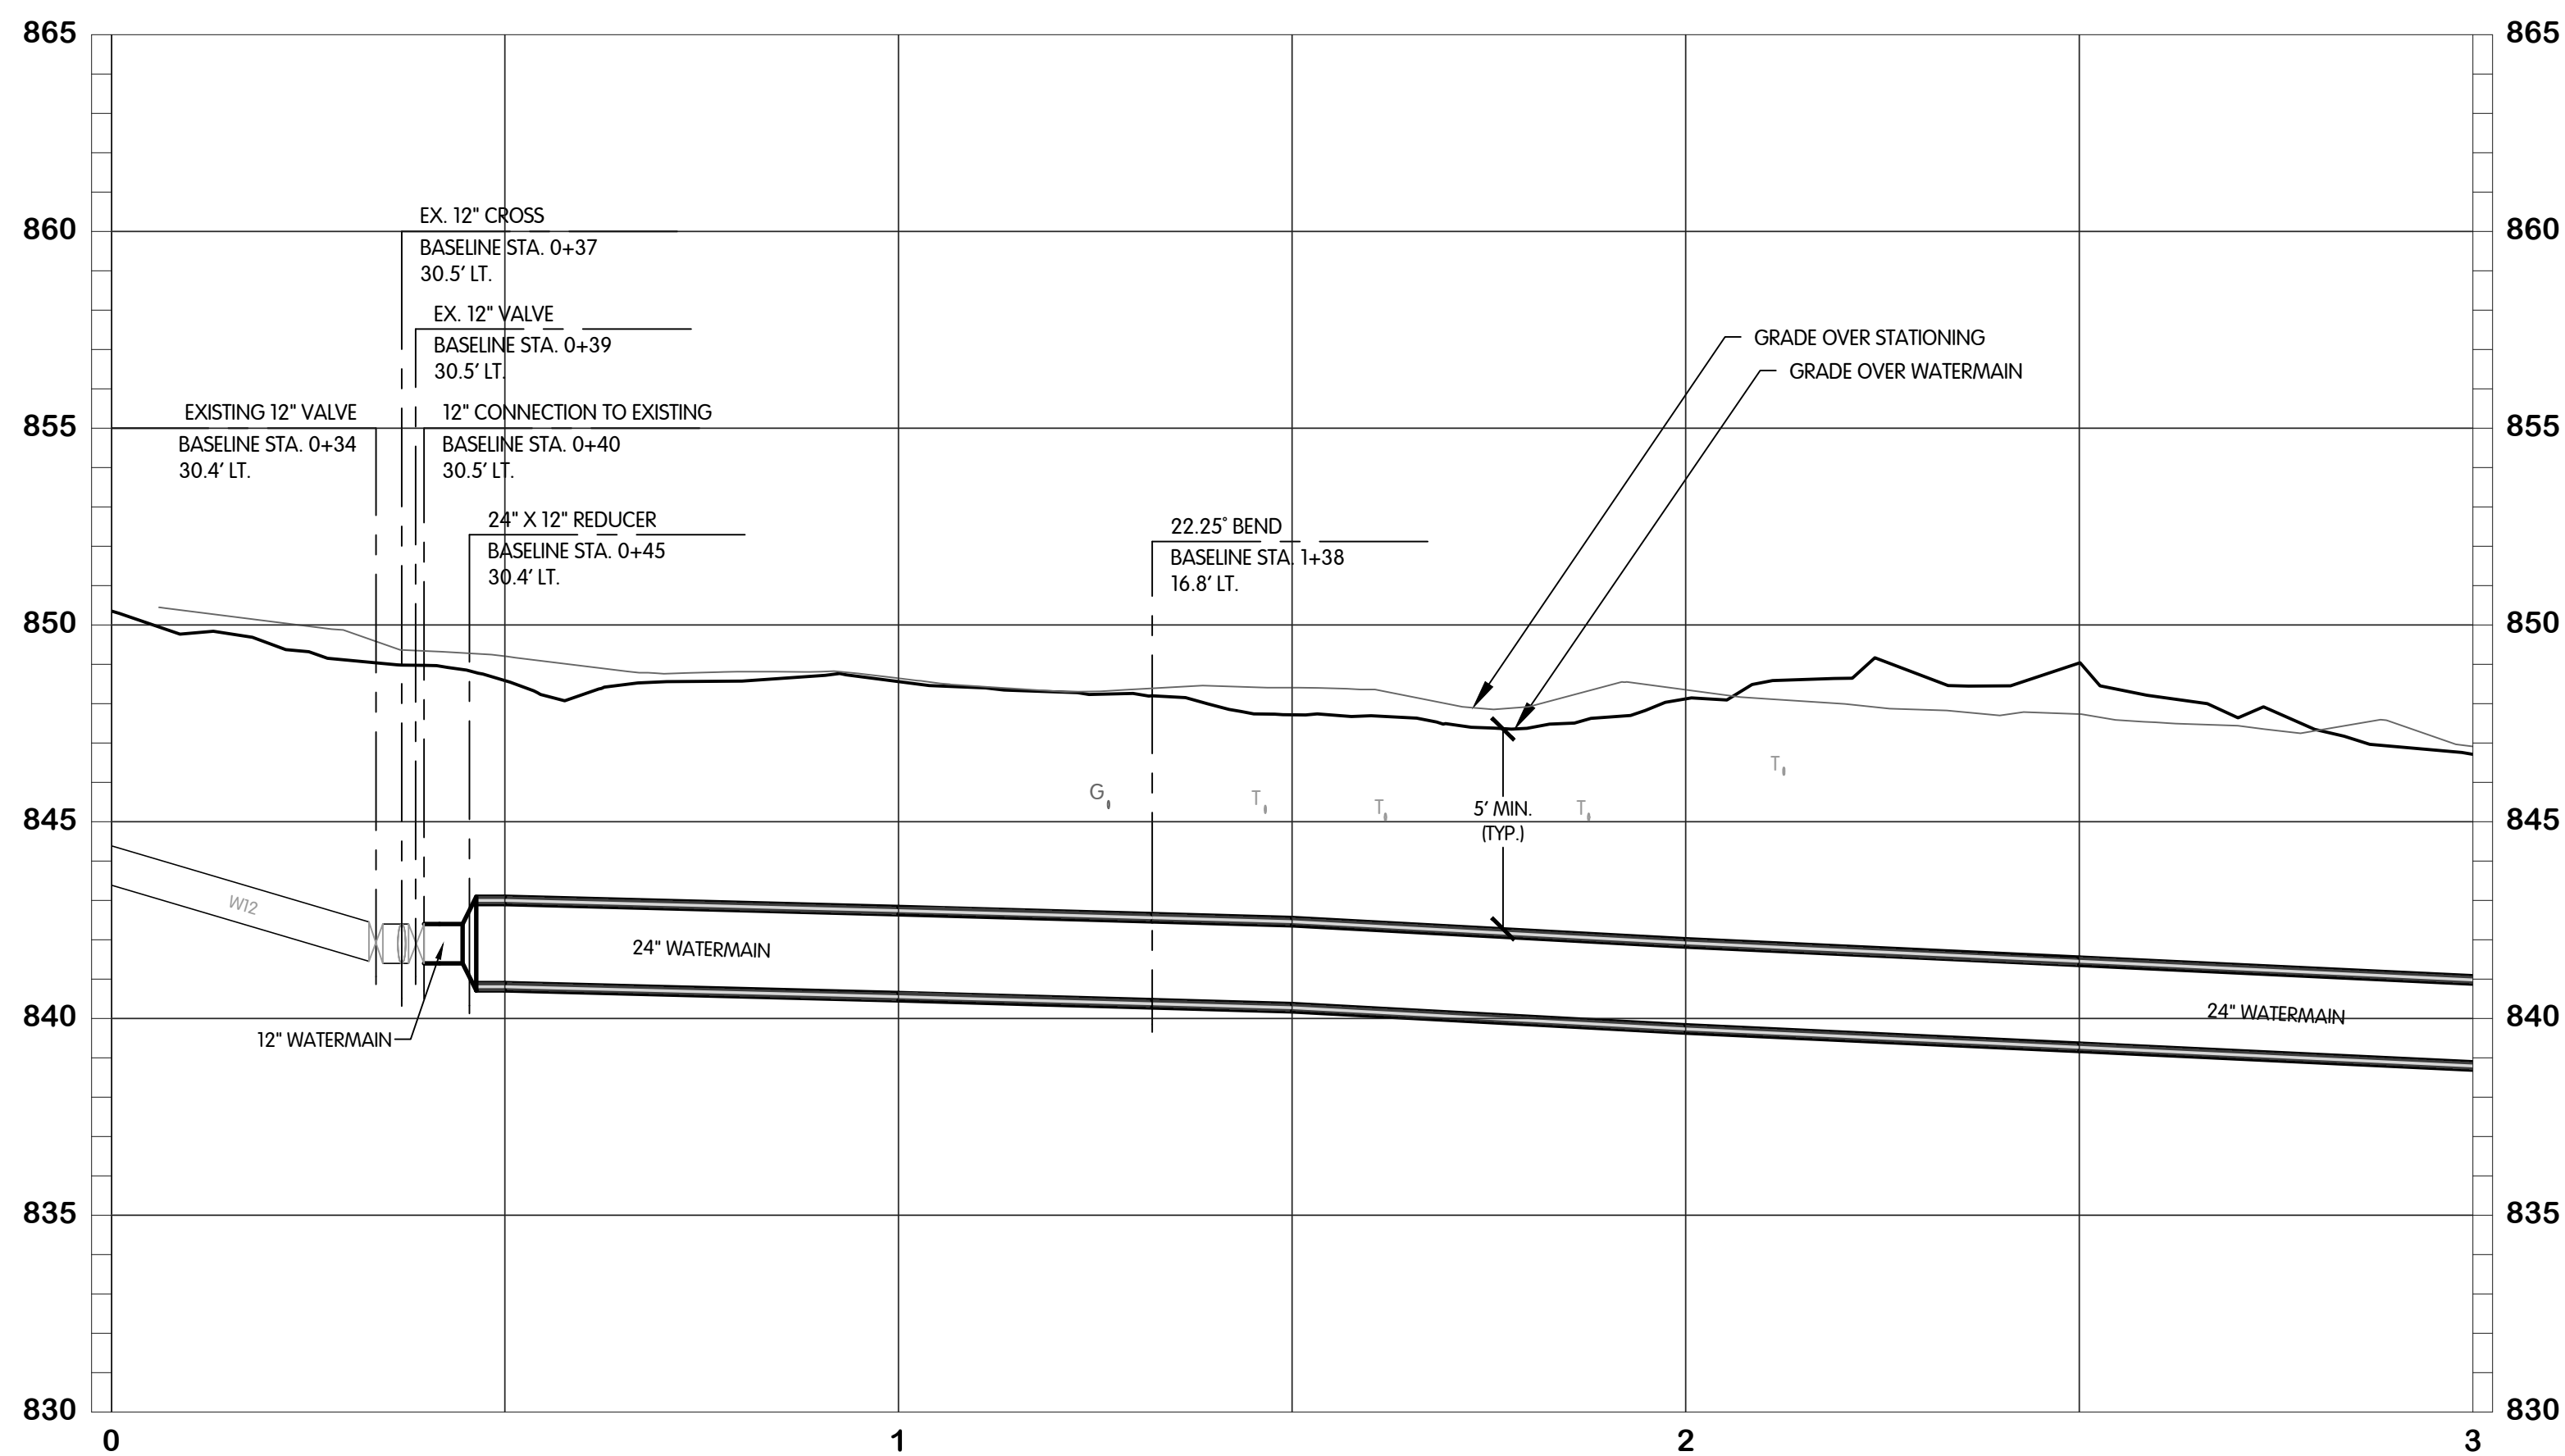 865
865
EX. 12" CROSS
860
860
BASELINE STA. 0+37
30.5' LT.
EX. 12" VALVE
BASELINE STA. 0+39
30.5' LT.
GRADE OVER STATIONING
GRADE OVER WATERMAIN
EXISTING 12" VALVE
12" CONNECTION TO EXISTING
855
855
BASELINE STA. 0+34
30.4' LT.
BASELINE STA. 0+40
30.5' LT.
24" X 12" REDUCER
BASELINE STA. 0+45
30.4' LT.
22.25° BEND
BASELINE STA. 1+38
16.8' LT.
850
850
T
G
T
T
T
5' MIN.
(TYP.)
845
845
W12
24" WATERMAIN
24" WATERMAIN
840
840
12" WATERMAIN
835
835
830
830
0
1
2
3